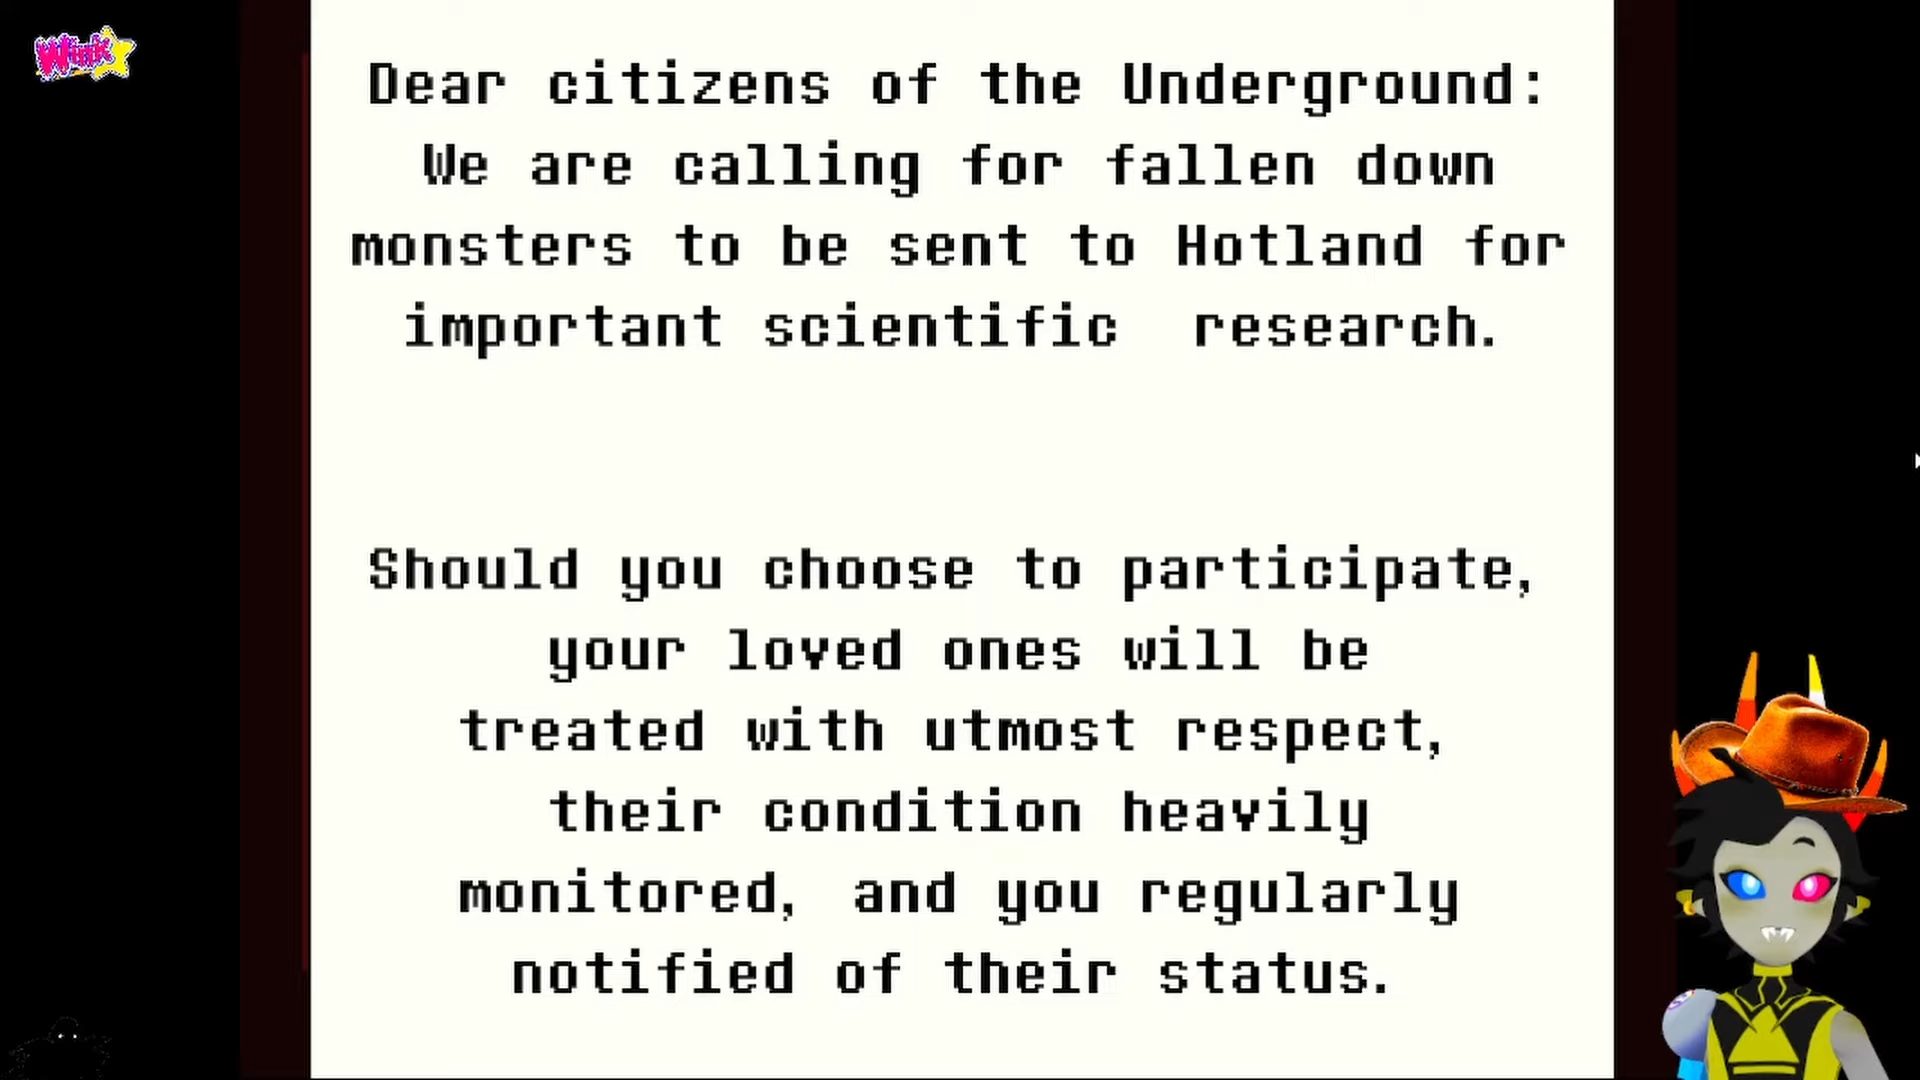 Wink
Dear citizens of the Underground:
We are calling for fallen down
monsters to be sent to Hotland for
important scientific  research.
Should you choose to participate,
your loved ones will be
treated with utmost respect,
their condition heavily
monitored, and you regularly
notified of their status.